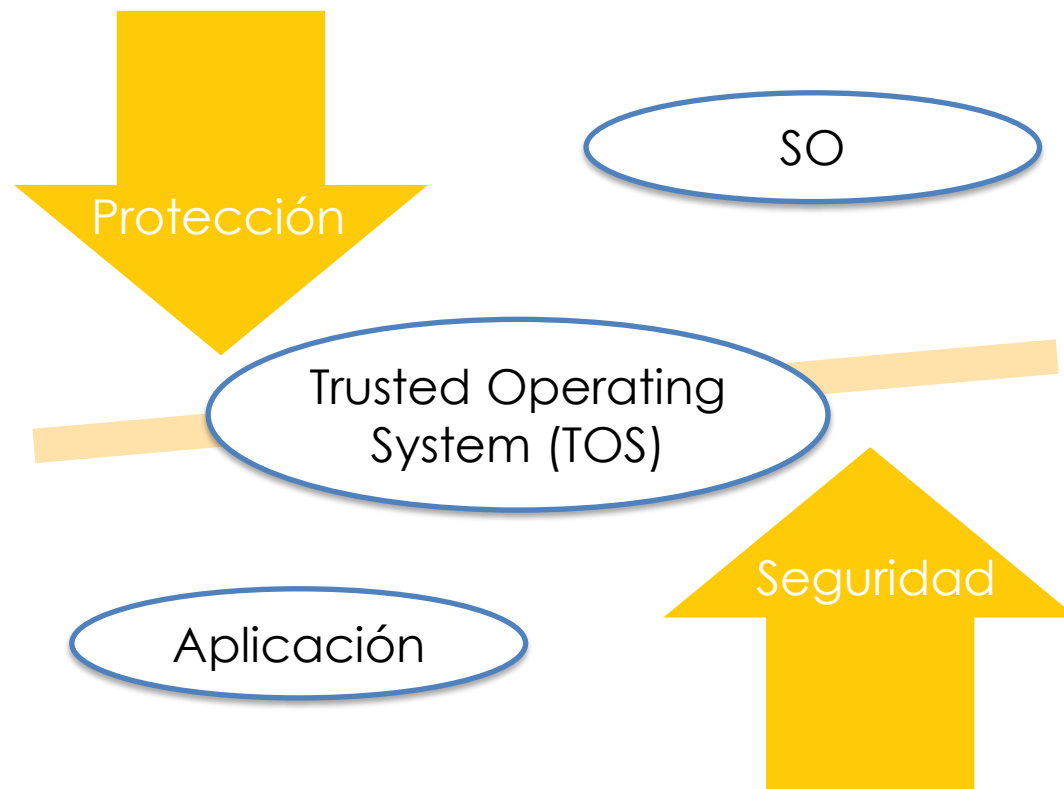 SO
Protección
Trusted Operating
System (TOS)
Seguridad
Aplicación